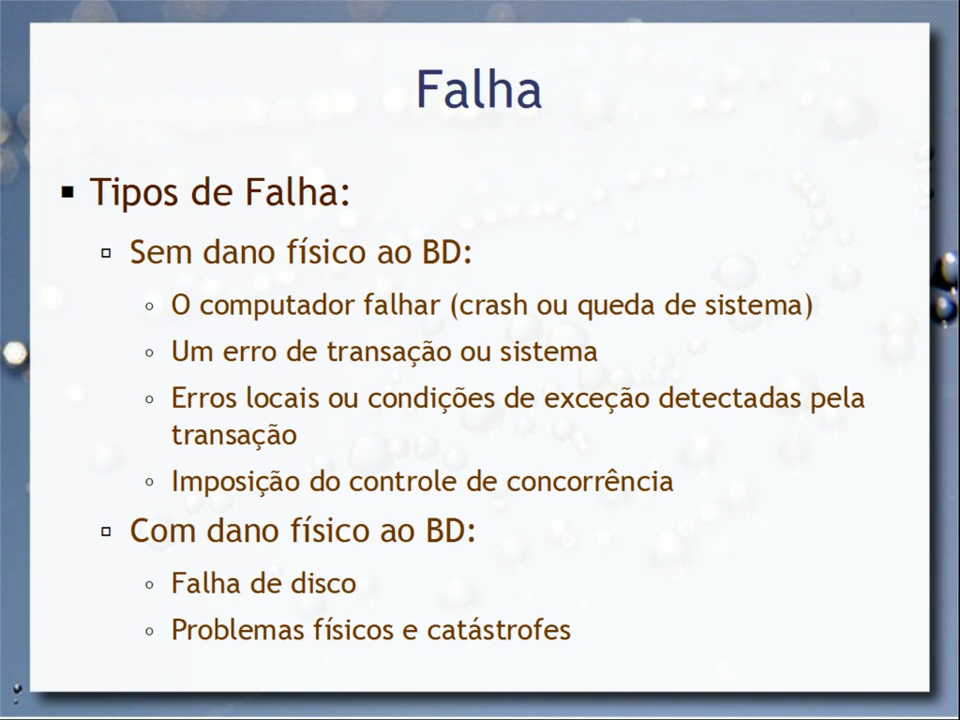 Falha
Tipos de Falha:
Sem dano físico ao BD:
O computador falhar (crash ou queda de sistema)
Um erro de transação ou sistema
Erros locais ou condições de exceção detectadas pela
transação
Imposição do controle de concorrência
Com dano físico ao BD:
Falha de disco
Problemas físicos e catástrofes